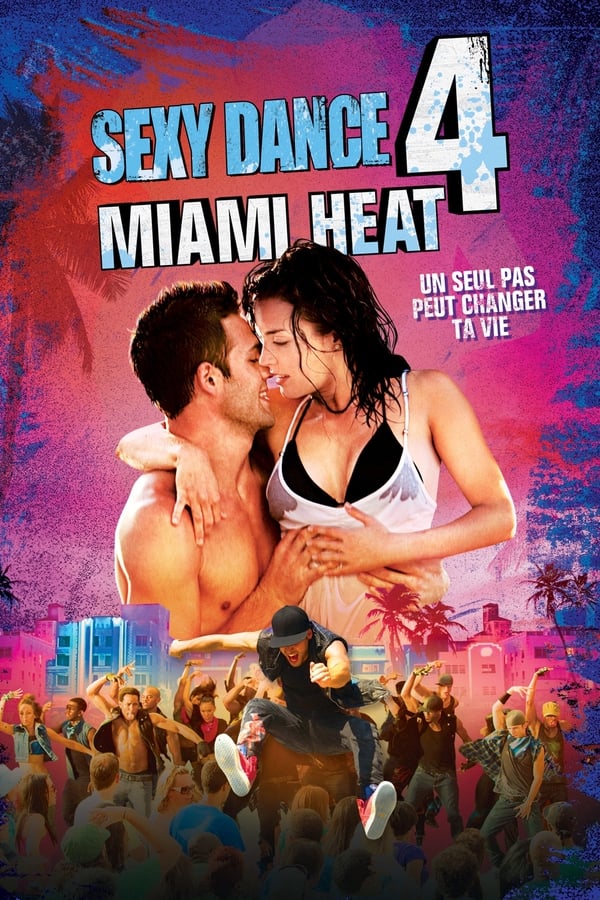 SEXY DANCE 4
MIAMI HEAT
UN SEUL PAS
PEUT CHANGER
TA VIE